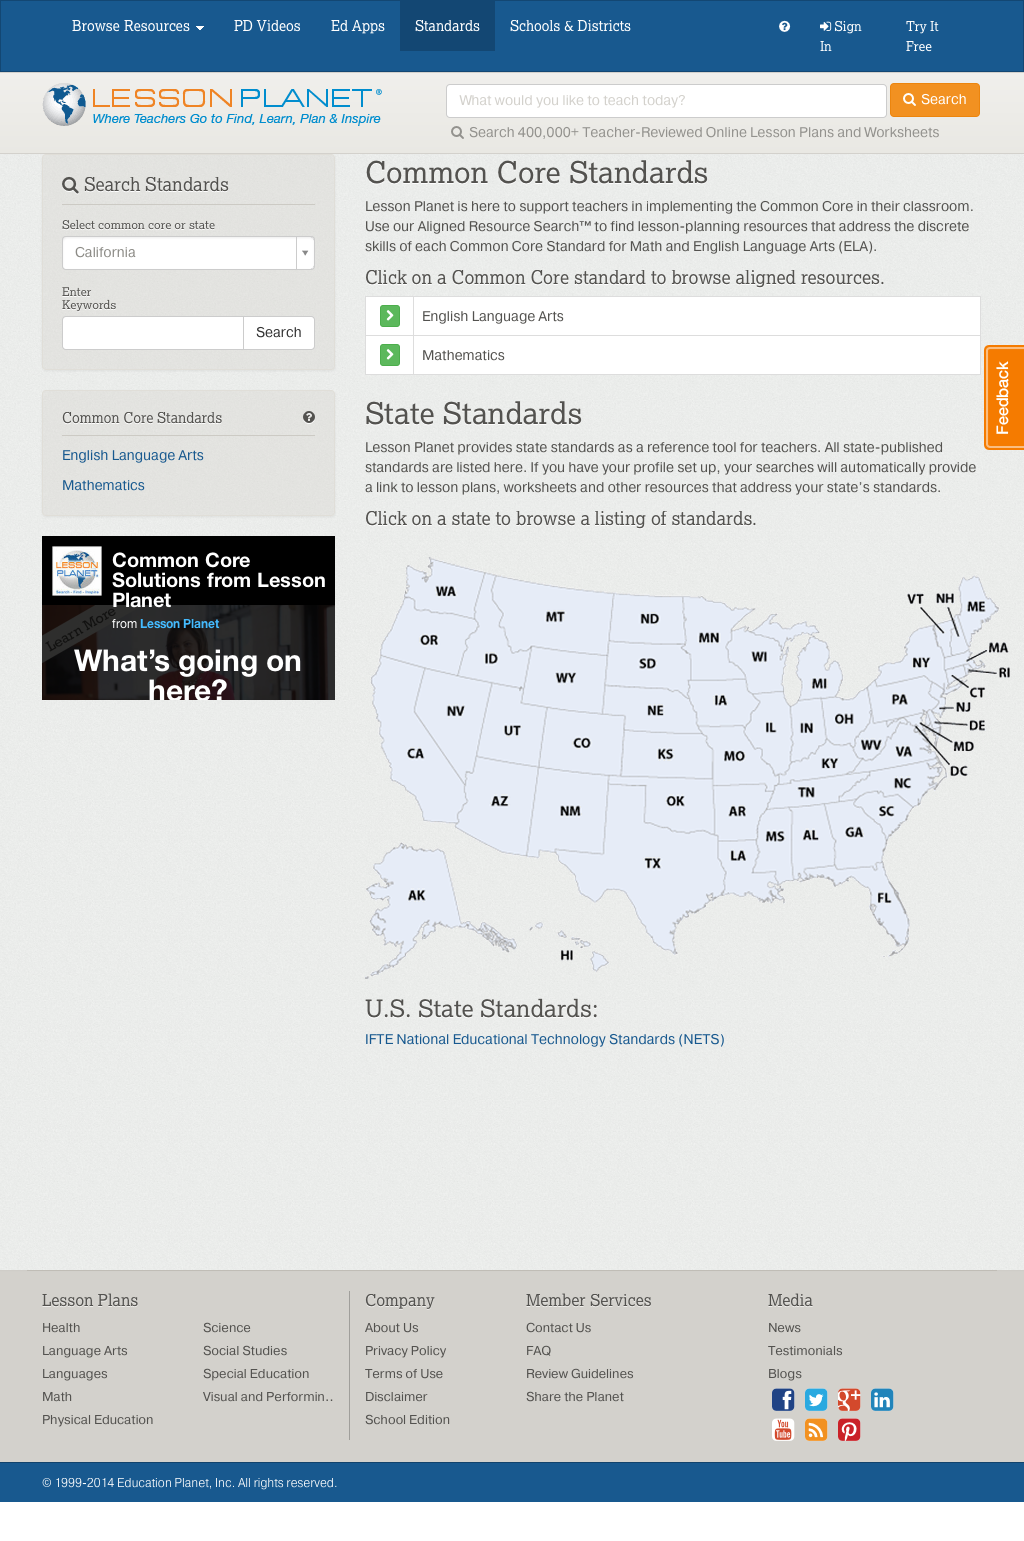 Browse Resources
PD Videos
Ed Apps
Standards
Schools & Districts
Sign In
Try It Free
LESSON PLANET®
Where Teachers Go to Find, Learn, Plan & Inspire
What would you like to teach today?
Search
Search 400,000+ Teacher-Reviewed Online Lesson Plans and Worksheets
Search Standards
Select common core or state
California
Enter
Keywords
Search
Common Core Standards
English Language Arts
Mathematics
LESSON PLANET
Common Core
Solutions from Lesson
Planet
from Lesson Planet
Learn More
What's going on
here?
Common Core Standards
Lesson Planet is here to support teachers in implementing the Common Core in their classroom.
Use our Aligned Resource Search™ to find lesson-planning resources that address the discrete
skills of each Common Core Standard for Math and English Language Arts (ELA).
Click on a Common Core standard to browse aligned resources.
English Language Arts
Mathematics
Feedback
State Standards
Lesson Planet provides state standards as a reference tool for teachers. All state-published
standards are listed here. If you have your profile set up, your searches will automatically provide
a link to lesson plans, worksheets and other resources that address your state's standards.
Click on a state to browse a listing of standards.
WA
MT
ND
MN
VT
NH
ME
OR
ID
SD
WI
MA
NY
RI
WY
MI
CT
NV
NE
IA
PA
NJ
UT
CO
IL
IN
OH
DE
CA
KS
MO
KY
WV
VA
MD
DC
AZ
NM
OK
AR
TN
NC
SC
MS
AL
GA
TX
LA
AK
FL
HI
U.S. State Standards:
IFTE National Educational Technology Standards (NETS)
Lesson Plans
Health
Language Arts
Languages
Math
Physical Education
Science
Social Studies
Special Education
Visual and Performin..
Company
About Us
Privacy Policy
Terms of Use
Disclaimer
School Edition
Member Services
Contact Us
FAQ
Review Guidelines
Share the Planet
Media
News
Testimonials
Blogs
You
Tube
© 1999-2014 Education Planet, Inc. All rights reserved.